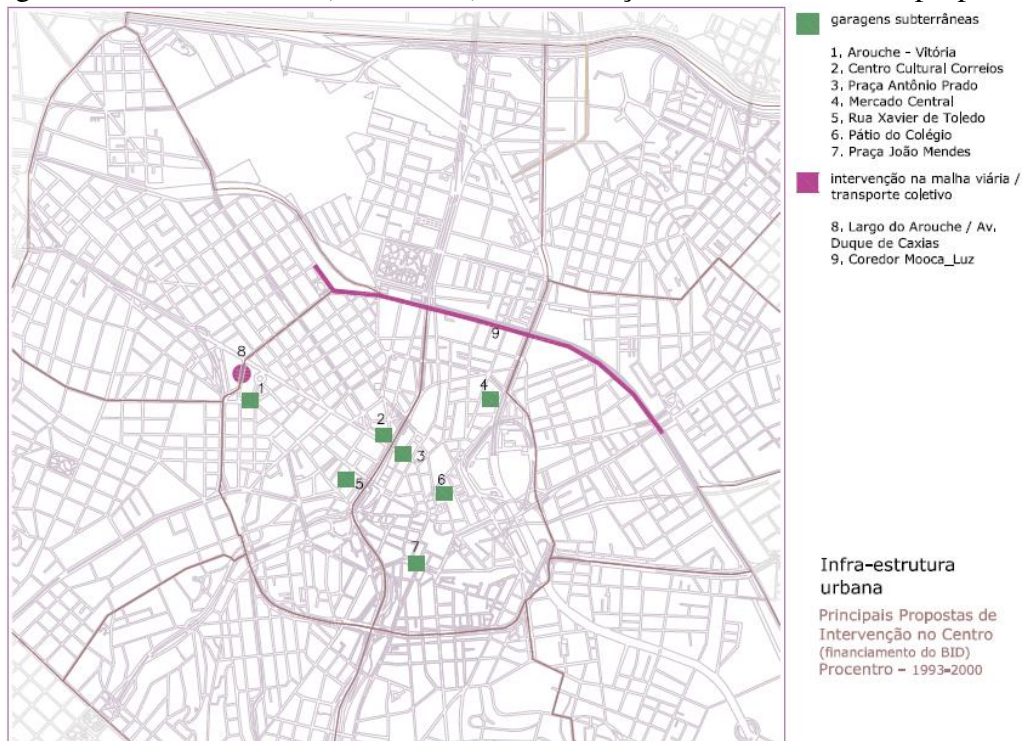 garagens subterrâneas
1. Arouche - Vitória
2. Centro Cultural Correios
3. Praça Antônio Prado
4. Mercado Central
5. Rua Xavier de Toledo
6. Pátio do Colégio
7. Praça João Mendes
intervenção na malha viária /
transporte coletivo
8. Largo do Arouche / Av.
Duque de Caxias
9. Coredor Mooca_Luz
9
8
1
4
2
3
5
6
7
Infra-estrutura
urbana
Principais Propostas de
Intervenção no Centro
(financiamento do BID)
Procentro - 1993-2000